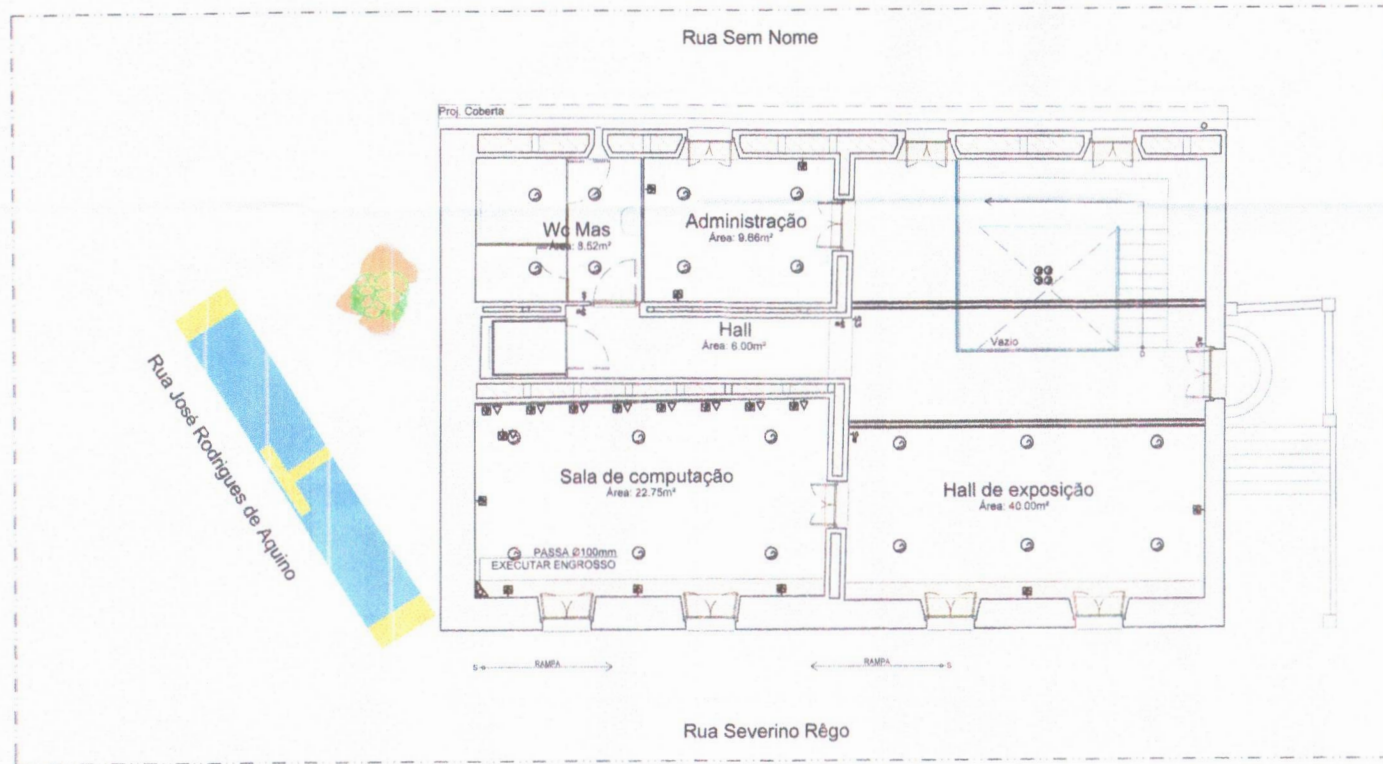 Rua Sem Nome
Proj. Coberta
Wc Mas
Área: 8.52m²
Administração
Área: 9.66m²
Hall
Área: 6.00m²
Vazio
Rua José Rodrigues de Aquino
Sala de computação
Área: 22.75m²
Hall de exposição
Área: 40.00m²
PASSA Ø100mm
EXECUTAR ENGROSSO
S
RAMPA
RAMPA
S
Rua Severino Rêgo